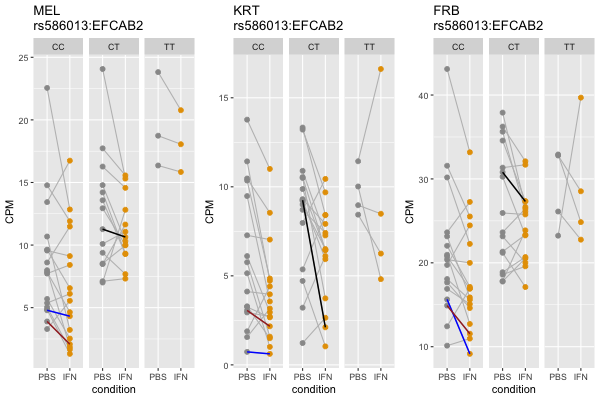 MEL
rs586013:EFCAB2
CC CT TT
25
20
15
10
5
CPM
PBS IFN PBS IFN PBS IFN
condition
KRT
rs586013:EFCAB2
CC CT TT
15
10
5
0
CPM
PBS IFN PBS IFN PBS IFN
condition
FRB
rs586013:EFCAB2
CC CT TT
40
30
20
10
CPM
PBS IFN PBS IFN PBS IFN
condition